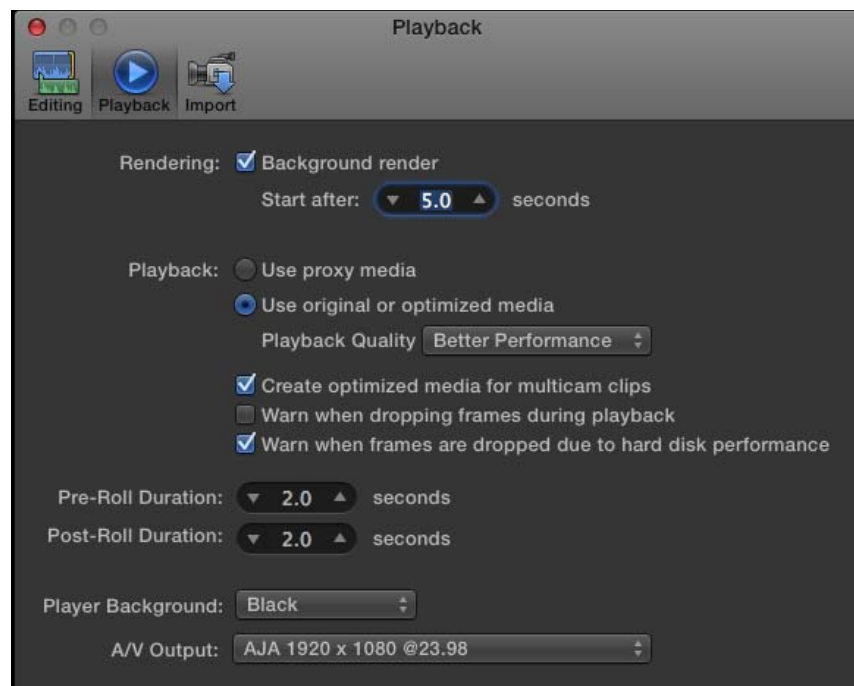 Playback
Editing Playback Import
Rendering: Background render
Start after: 5.0 seconds
Playback: Use proxy media
Use original or optimized media
Playback Quality Better Performance
Create optimized media for multicam clips
Warn when dropping frames during playback
Warn when frames are dropped due to hard disk performance
Pre-Roll Duration: 2.0 seconds
Post-Roll Duration: 2.0 seconds
Player Background: Black
A/V Output: AJA 1920 x 1080 @23.98